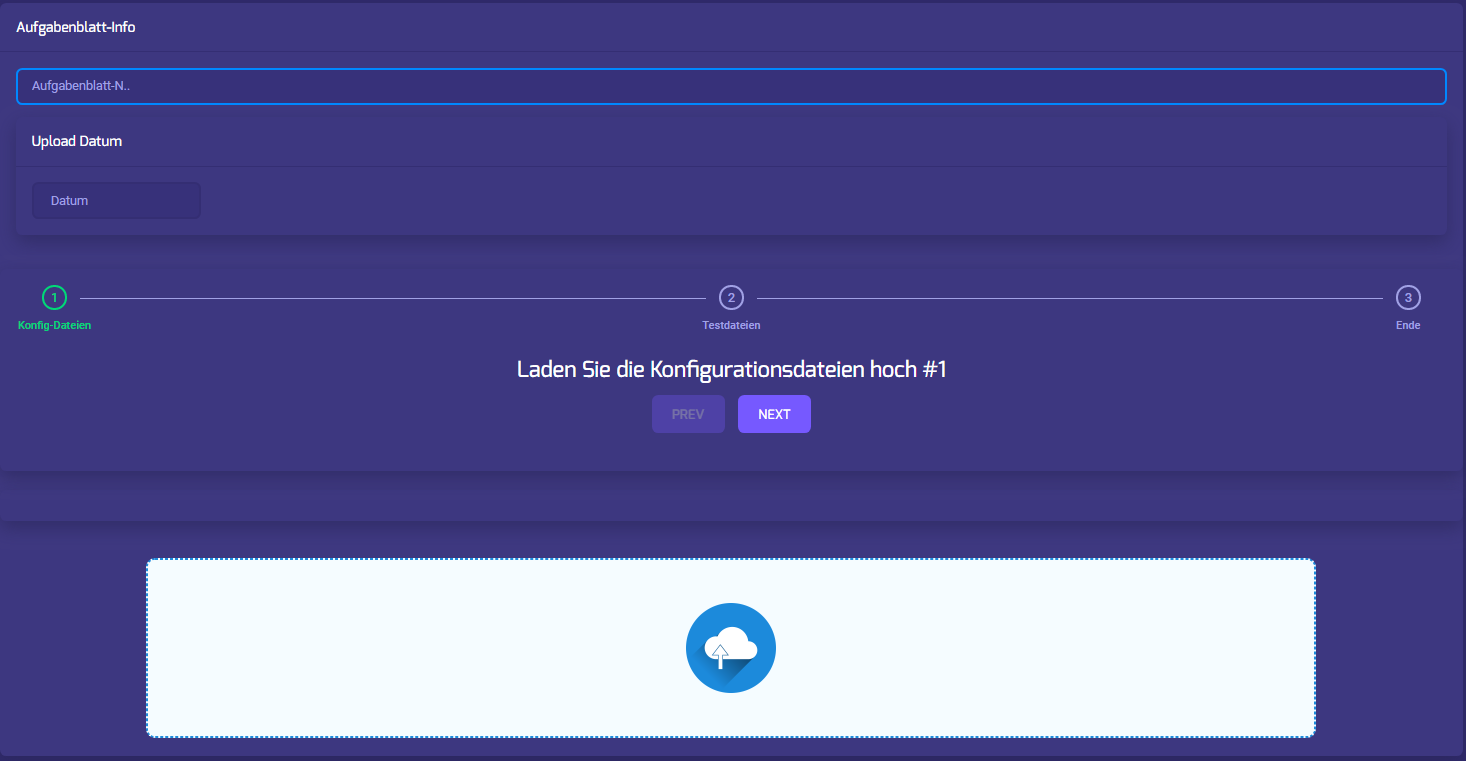 Aufgabenblatt-Info
Aufgabenblatt-N..
Upload Datum
Datum
1
2
3
Konfig-Dateien
Testdateien
Ende
Laden Sie die Konfigurationsdateien hoch #1
PREV
NEXT